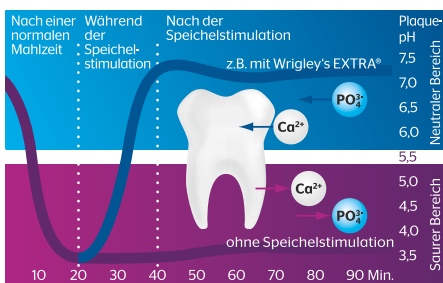 Nach einer
normalen
Mahlzeit
Während
der
Speichel-
stimulation
Nach der
Speichelstimulation
z.B. mit Wrigley's EXTRA®
Plaque-
pH
7,5
7,0
6,5
6,0
5,5
5,0
4,5
4,0
3,5
Neutraler Bereich
Saurer Bereich
PO₄³⁻
Ca²⁺
Ca²⁺
PO₄³⁻
ohne Speichelstimulation
10 20 30 40 50 60 70 80 90 Min.